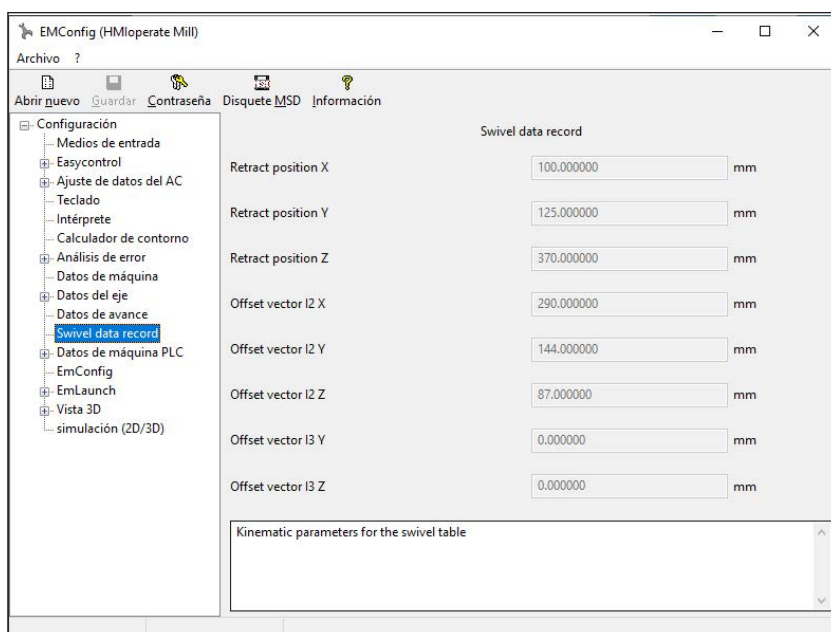 EMConfig (HMIoperate Mill)
Archivo ?
Abrir nuevo Guardar Contraseña Disquete MSD Información
Configuración
Medios de entrada
Easycontrol
Ajuste de datos del AC
Teclado
Intérprete
Calculador de contorno
Análisis de error
Datos de máquina
Datos del eje
Datos de avance
Swivel data record
Datos de máquina PLC
EmConfig
EmLaunch
Vista 3D
simulación (2D/3D)
Swivel data record
Retract position X 100.000000 mm
Retract position Y 125.000000 mm
Retract position Z 370.000000 mm
Offset vector I2 X 290.000000 mm
Offset vector I2 Y 144.000000 mm
Offset vector I2 Z 87.000000 mm
Offset vector I3 Y 0.000000 mm
Offset vector I3 Z 0.000000 mm
Kinematic parameters for the swivel table